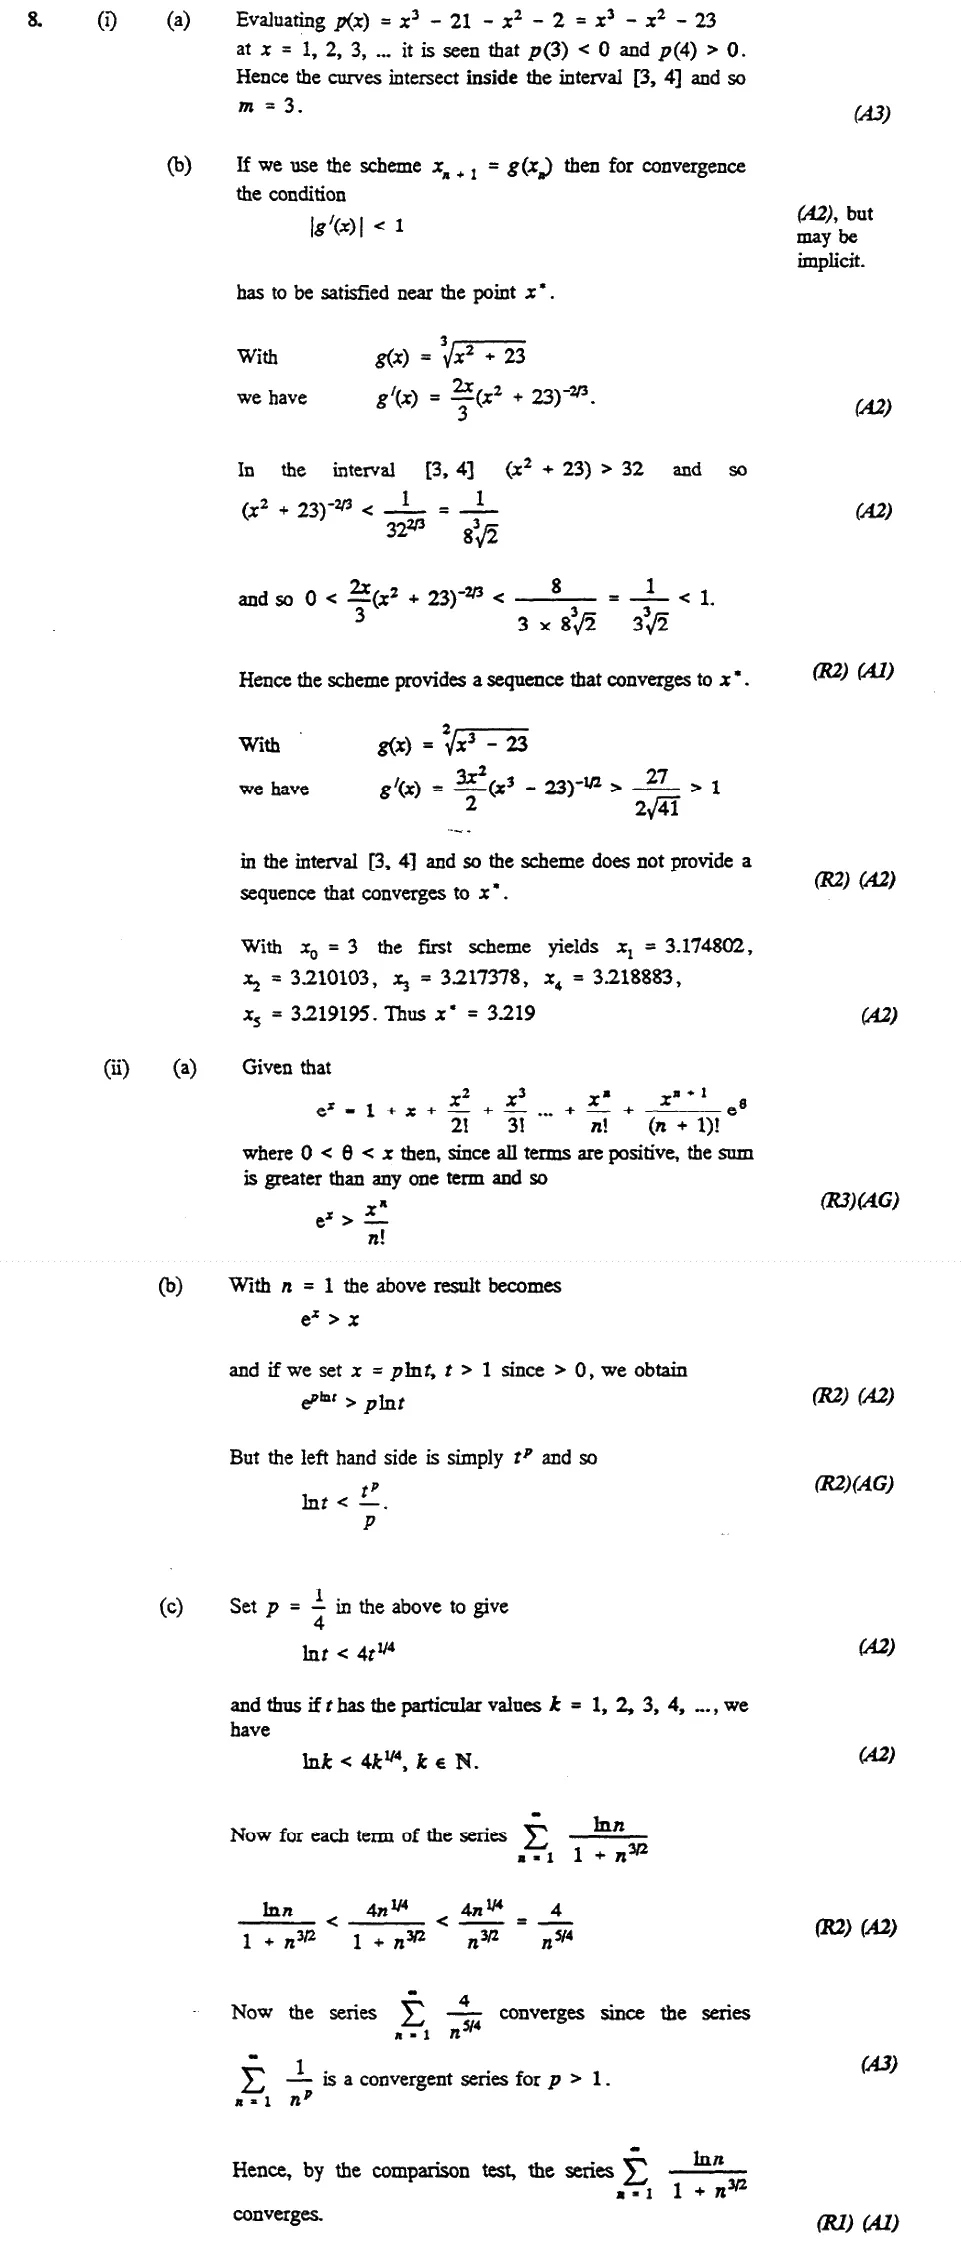 8. (i) (a) Evaluating p(x) = x³ - 21 - x² - 2 = x³ - x² - 23
at x = 1, 2, 3, ... it is seen that p(3) < 0 and p(4) > 0.
Hence the curves intersect inside the interval [3, 4] and so
m = 3. (A3)
(b) If we use the scheme xₙ₊₁ = g(xₙ) then for convergence
the condition
|g′(x)| < 1 (A2), but
may be
implicit.
has to be satisfied near the point x*.
With g(x) = ∛(x² + 23)
we have g′(x) = 2x/3 (x² + 23)^(-2/3). (A2)
In the interval [3, 4] (x² + 23) > 32 and so
(x² + 23)^(-2/3) < 1/32^(2/3) = 1/(8∛2) (A2)
and so 0 < 2x/3 (x² + 23)^(-2/3) < 8/(3 × 8∛2) = 1/(3∛2) < 1.
Hence the scheme provides a sequence that converges to x*. (R2) (A1)
With g(x) = ²√(x³ - 23)
we have g′(x) = 3x²/2 (x³ - 23)^(-1/2) > 27/(2√41) > 1
in the interval [3, 4] and so the scheme does not provide a
sequence that converges to x*. (R2) (A2)
With x₀ = 3 the first scheme yields x₁ = 3.174802,
x₂ = 3.210103, x₃ = 3.217378, x₄ = 3.218883,
x₅ = 3.219195. Thus x* = 3.219 (A2)
(ii) (a) Given that
eˣ = 1 + x + x²/2! + x³/3! ... + xⁿ/n! + xⁿ⁺¹/(n + 1)! e^θ
where 0 < θ < x then, since all terms are positive, the sum
is greater than any one term and so
eˣ > xⁿ/n! (R3)(AG)
(b) With n = 1 the above result becomes
eˣ > x
and if we set x = plnt, t > 1 since > 0, we obtain
e^(plnt) > plnt (R2) (A2)
But the left hand side is simply tᵖ and so
lnt < tᵖ/p. (R2)(AG)
(c) Set p = 1/4 in the above to give
lnt < 4t^(1/4) (A2)
and thus if t has the particular values k = 1, 2, 3, 4, ..., we
have
lnk < 4k^(1/4), k ∈ ℕ. (A2)
Now for each term of the series ∑_(n=1)^∞ lnn/(1 + n^(3/2))
lnn/(1 + n^(3/2)) < 4n^(1/4)/(1 + n^(3/2)) < 4n^(1/4)/n^(3/2) = 4/n^(5/4) (R2) (A2)
Now the series ∑_(n=1)^∞ 4/n^(5/4) converges since the series
∑_(n=1)^∞ 1/nᵖ is a convergent series for p > 1. (A3)
Hence, by the comparison test, the series ∑_(n=1)^∞ lnn/(1 + n^(3/2))
converges. (R1) (A1)